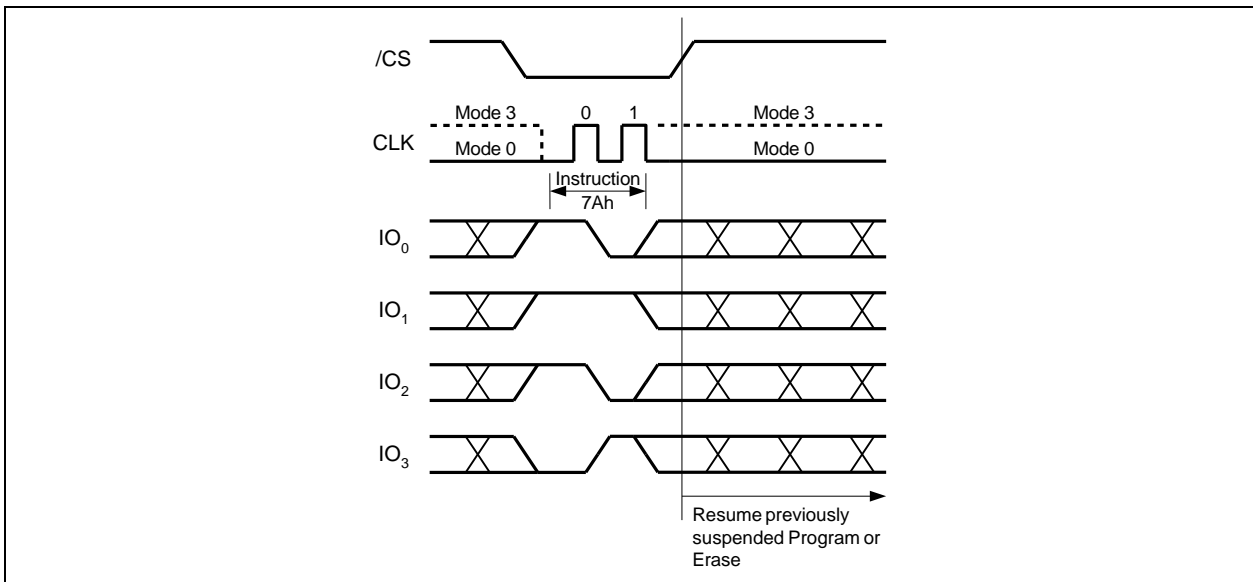 /CS
Mode 3 0 1 Mode 3
CLK
Mode 0 Mode 0
Instruction
7Ah
IO0
IO1
IO2
IO3
Resume previously
suspended Program or
Erase